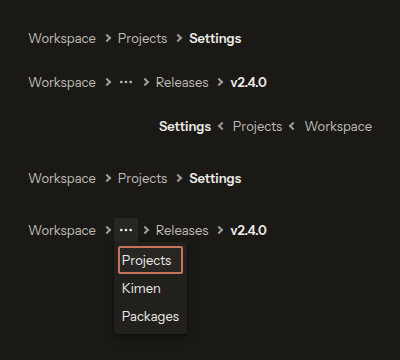 Workspace > Projects > Settings
Workspace > ··· > Releases > v2.4.0
Settings < Projects < Workspace
Workspace > Projects > Settings
Workspace > ··· > Releases > v2.4.0
Projects
Kimen
Packages